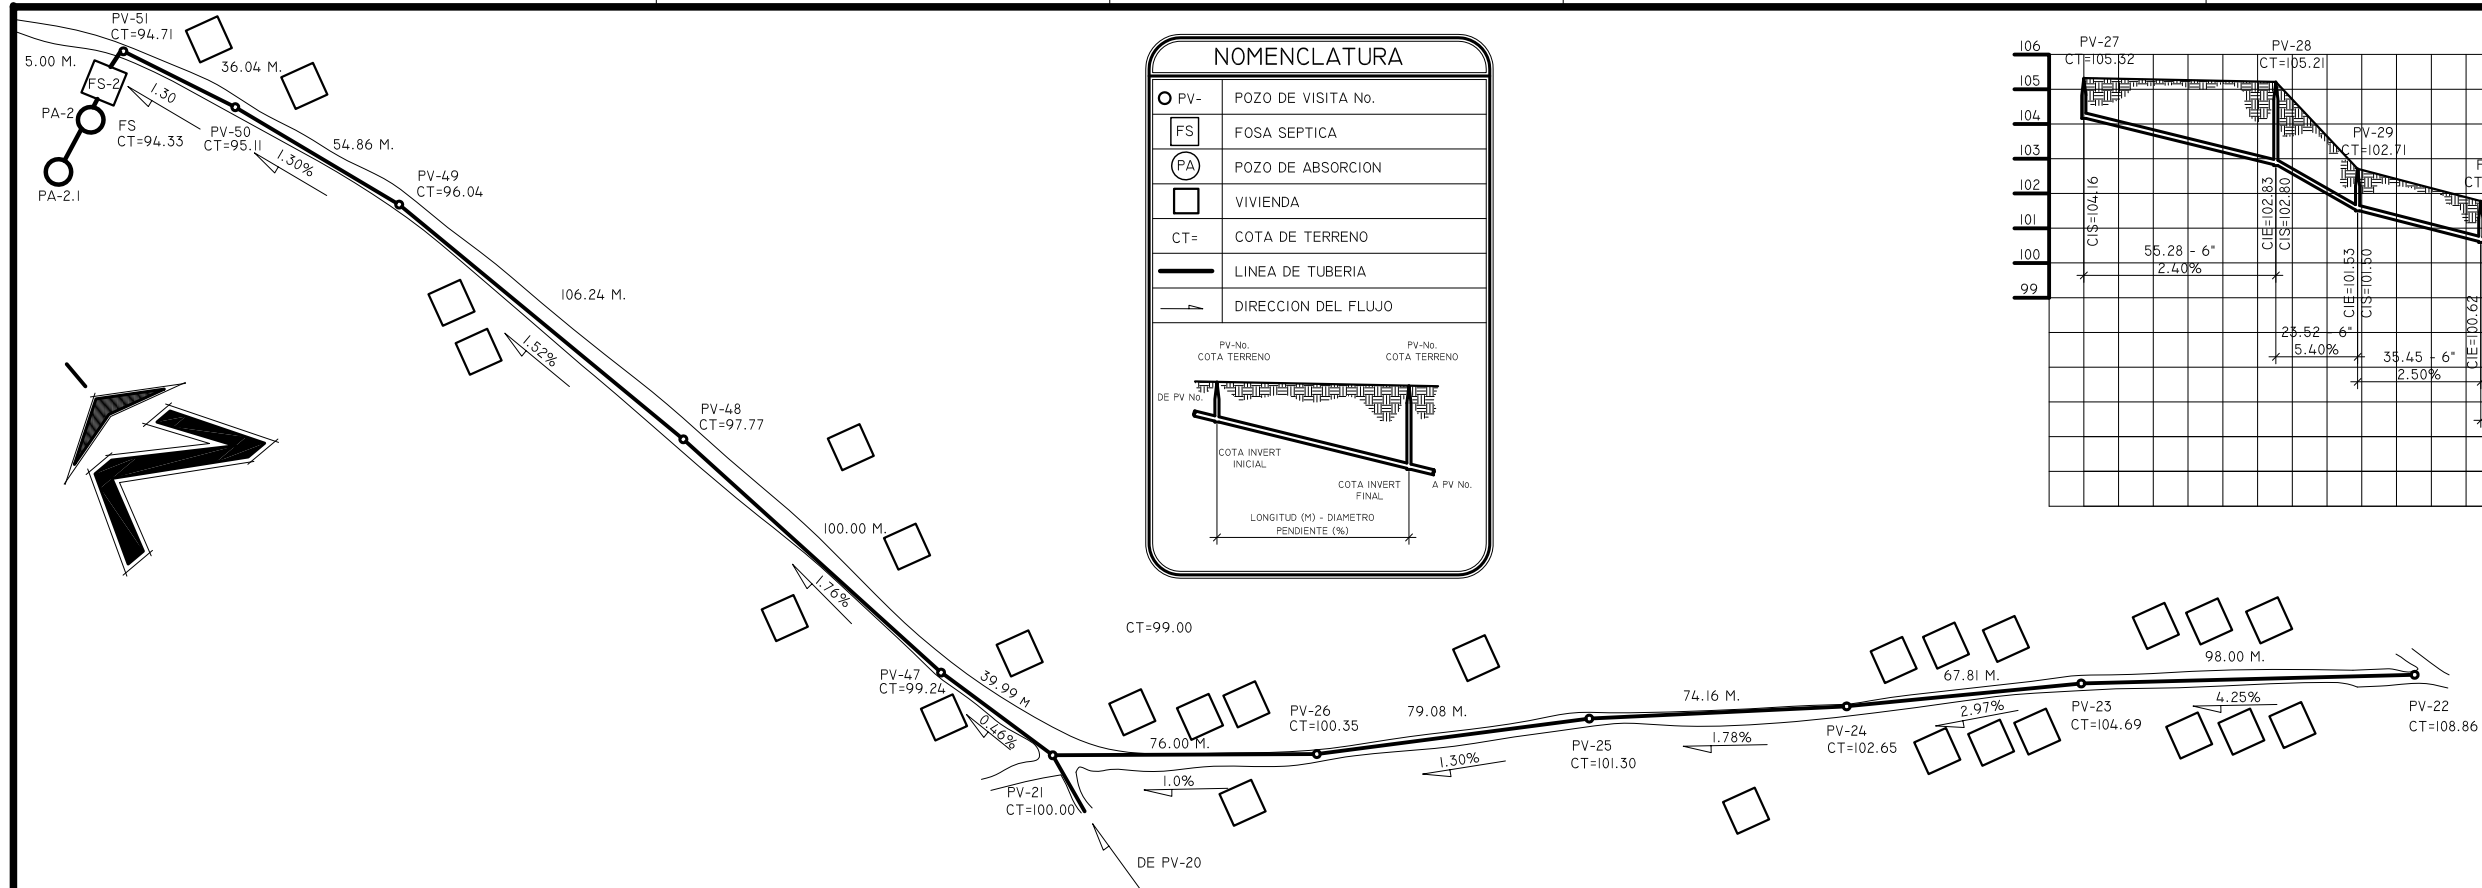 PV-51
CT=94.71
5.00 M.
36.04 M.
FS-2
1.30
PA-2
FS
CT=94.33
PV-50
CT=95.11
54.86 M.
1.30%
PA-2.1
PV-49
CT=96.04
106.24 M.
1.52%
PV-48
CT=97.77
100.00 M.
1.76%
PV-47
CT=99.24
39.99 M
0.46%
CT=99.00
76.00 M.
PV-21
CT=100.00
1.0%
DE PV-20
PV-26
CT=100.35
79.08 M.
1.30%
PV-25
CT=101.30
74.16 M.
1.78%
PV-24
CT=102.65
67.81 M.
2.97%
PV-23
CT=104.69
98.00 M.
4.25%
PV-22
CT=108.86
NOMENCLATURA
PV- POZO DE VISITA No.
FS FOSA SEPTICA
PA POZO DE ABSORCION
VIVIENDA
CT= COTA DE TERRENO
LINEA DE TUBERIA
DIRECCION DEL FLUJO
PV-No.
COTA TERRENO
PV-No.
COTA TERRENO
DE PV No.
COTA INVERT
INICIAL
COTA INVERT
FINAL
A PV No.
LONGITUD (M) - DIAMETRO
PENDIENTE (%)
106
105
104
103
102
101
100
99
PV-27
CT=105.32
PV-28
CT=105.21
PV-29
CT=102.71
CIS=104.16
CIE=102.83
CIS=102.80
CIE=101.53
CIS=101.50
CIE=100.62
55.28 - 6"
2.40%
23.52 - 6"
5.40%
35.45 - 6"
2.50%